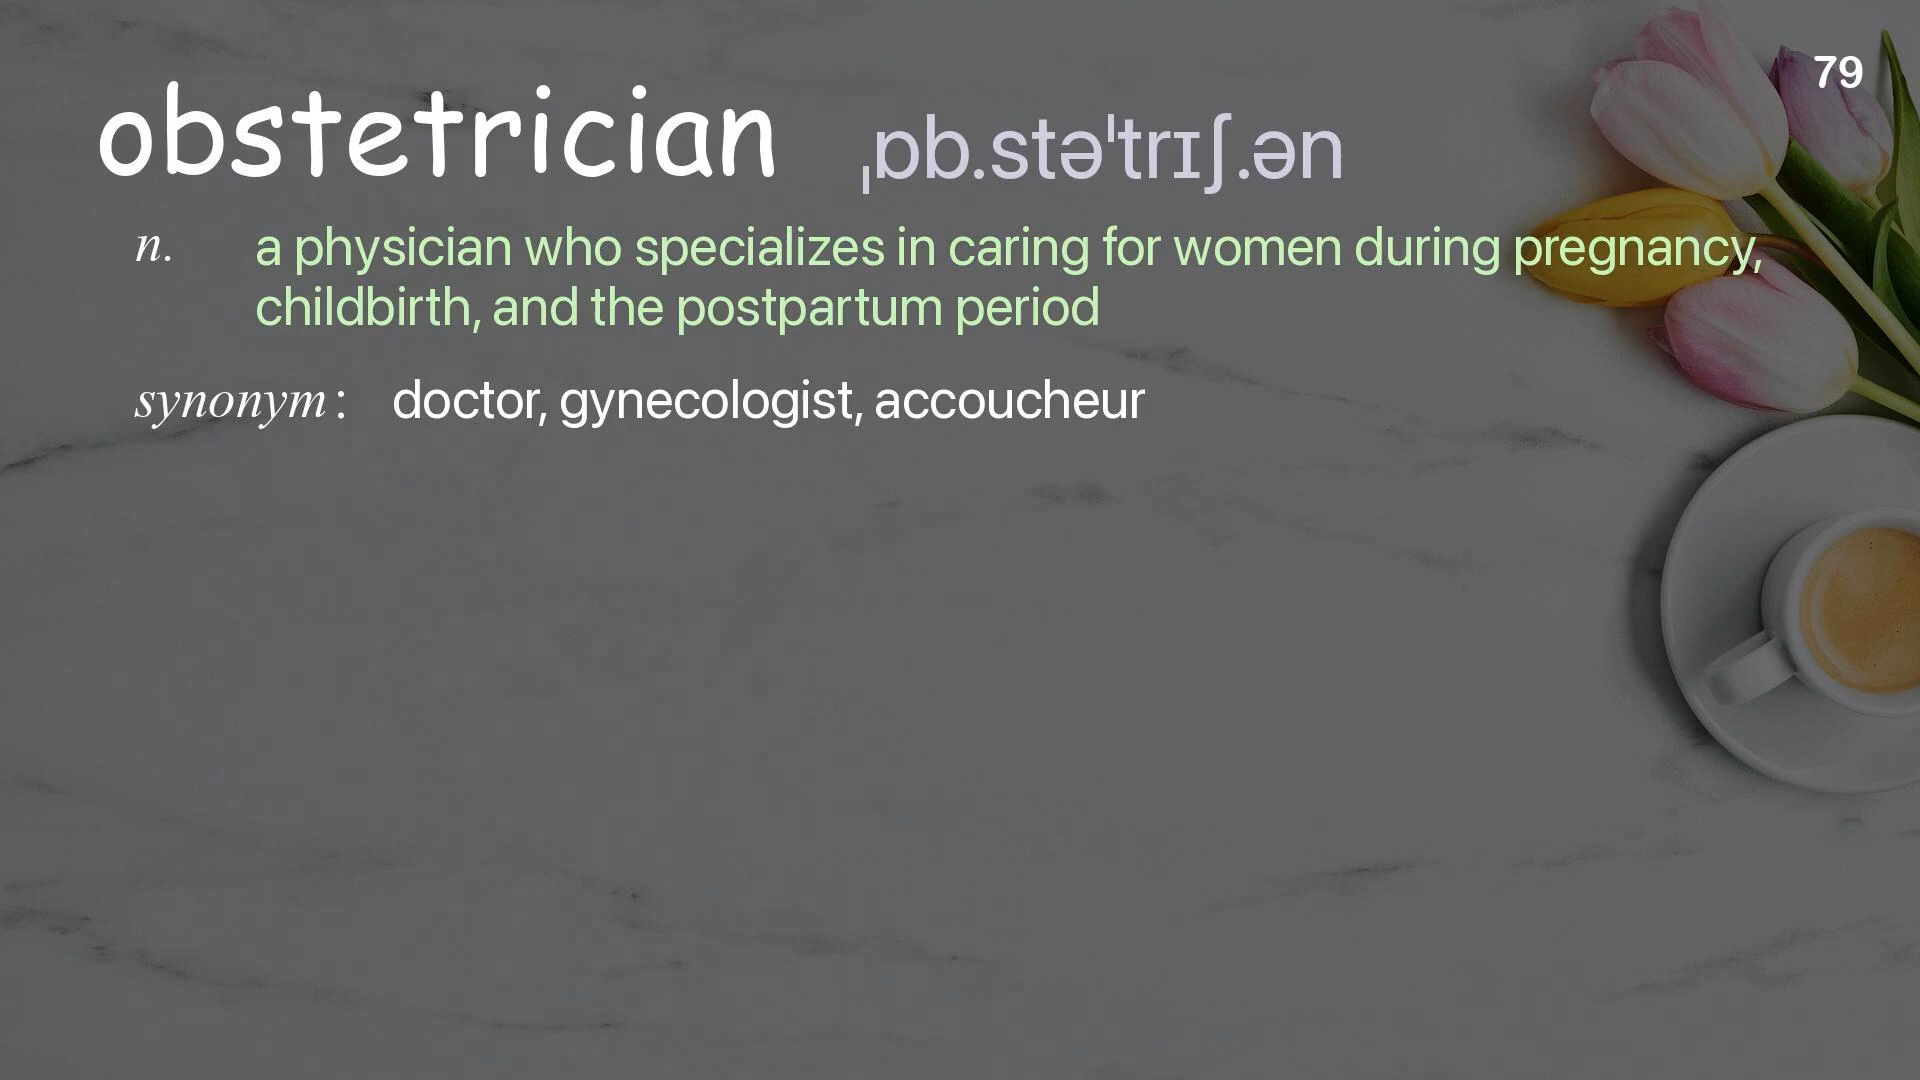 79
obstetrician ˌɒb.stəˈtrɪʃ.ən
n. a physician who specializes in caring for women during pregnancy,
childbirth, and the postpartum period
synonym : doctor, gynecologist, accoucheur